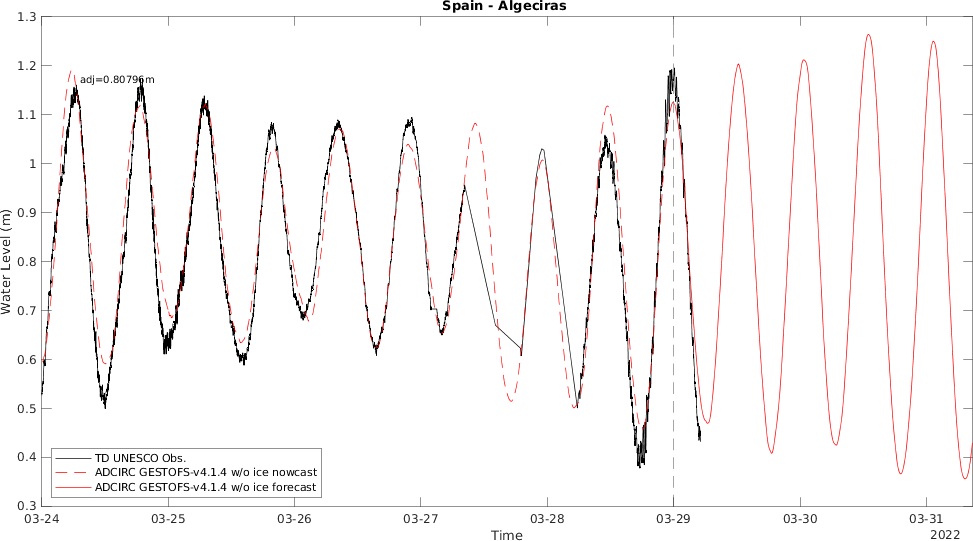 Spain - Algeciras
1.3
1.2
1.1
1
0.9
0.8
0.7
0.6
0.5
0.4
0.3
Water Level (m)
adj=0.80796m
TD UNESCO Obs.
ADCIRC GESTOFS-v4.1.4 w/o ice nowcast
ADCIRC GESTOFS-v4.1.4 w/o ice forecast
03-24 03-25 03-26 03-27 03-28 03-29 03-30 03-31
Time
2022